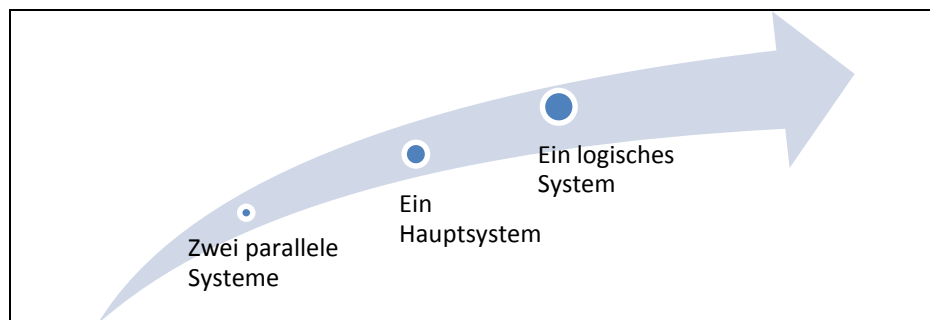 Zwei parallele
Systeme
Ein
Hauptsystem
Ein logisches
System